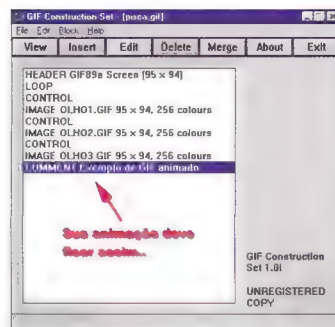 GIF Construction Set - [pisca.gif]
File Edit Block Help
View Insert Edit Delete Merge About Exit
HEADER GIF89a Screen (95 x 94)
LOOP
CONTROL
IMAGE OLHO1.GIF 95 x 94, 256 colours
CONTROL
IMAGE OLHO2.GIF 95 x 94, 256 colours
CONTROL
IMAGE OLHO3.GIF 95 x 94, 256 colours
COMMENT Exemplo de GIF animado
Sua animação deve
ficar assim...
GIF Construction
Set 1.0
UNREGISTERED
COPY